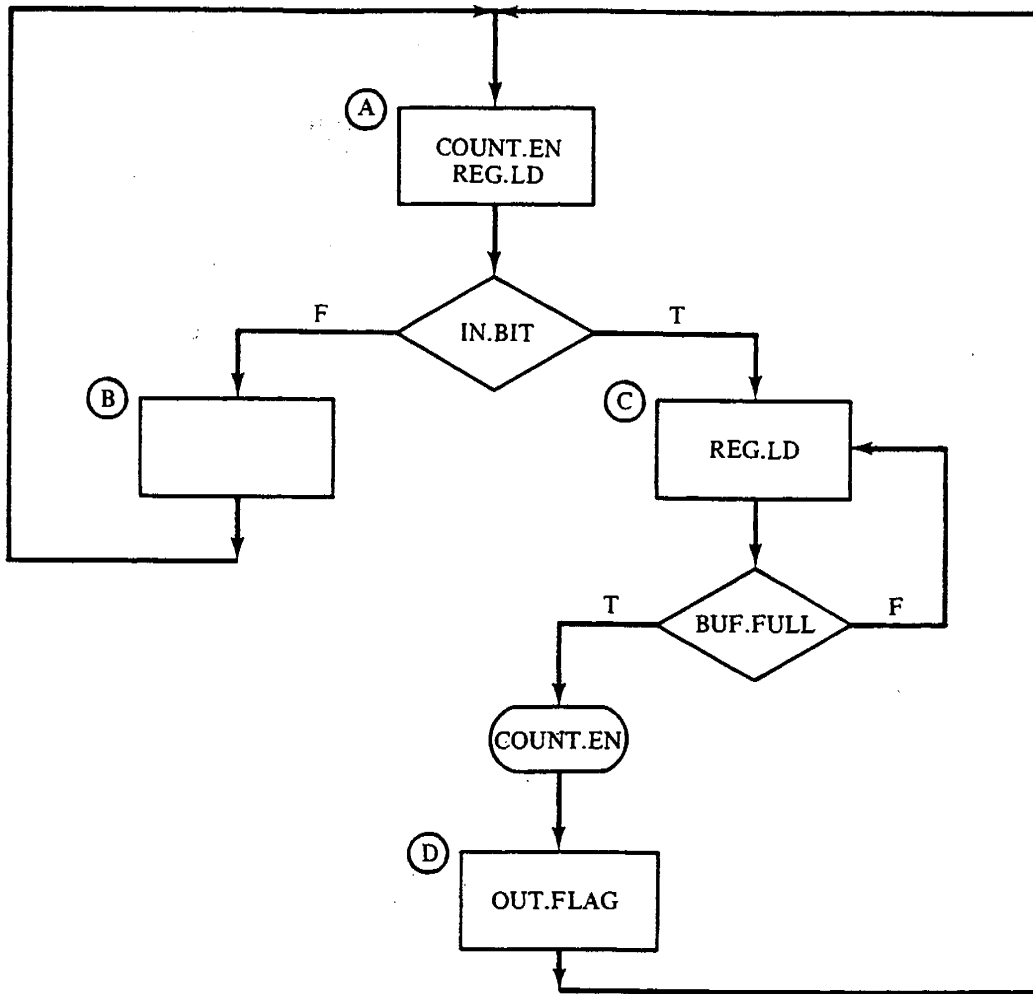 A
COUNT.EN
REG.LD
F
IN.BIT
T
B
C
REG.LD
T
BUF.FULL
F
COUNT.EN
D
OUT.FLAG